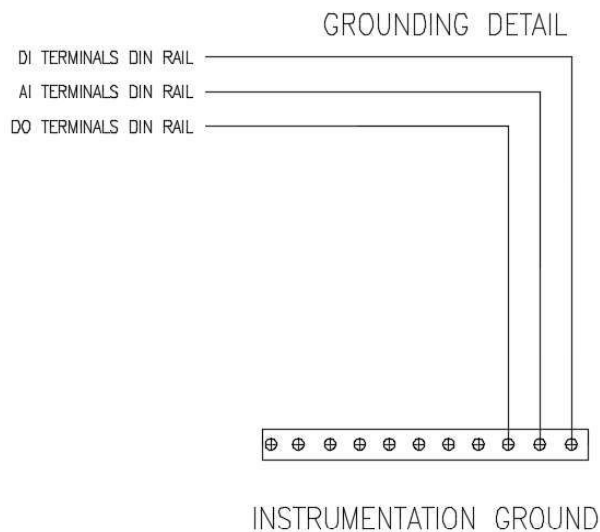 GROUNDING DETAIL
DI TERMINALS DIN RAIL
AI TERMINALS DIN RAIL
DO TERMINALS DIN RAIL
INSTRUMENTATION GROUND